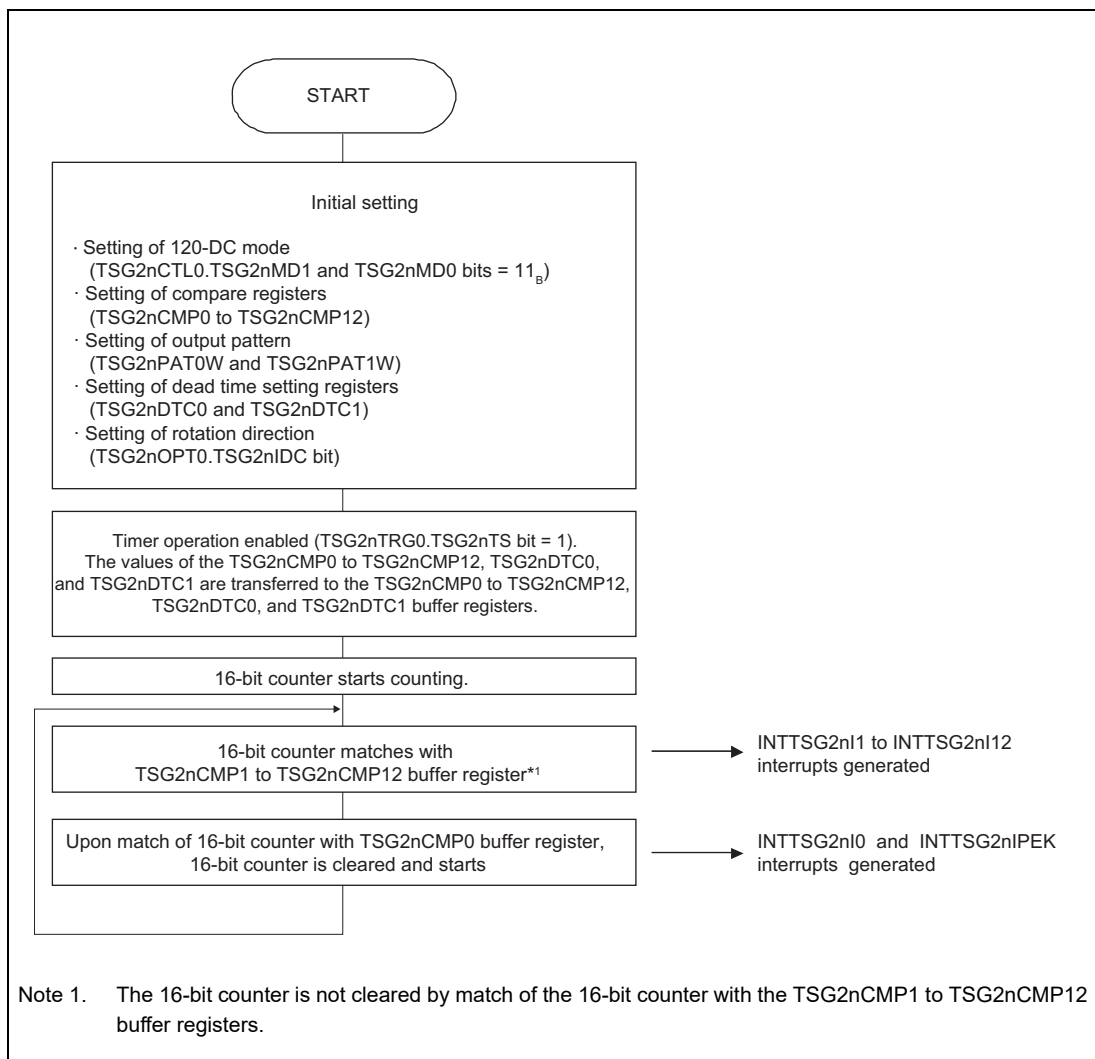 START
Initial setting
· Setting of 120-DC mode
(TSG2nCTL0.TSG2nMD1 and TSG2nMD0 bits = 11B)
· Setting of compare registers
(TSG2nCMP0 to TSG2nCMP12)
· Setting of output pattern
(TSG2nPAT0W and TSG2nPAT1W)
· Setting of dead time setting registers
(TSG2nDTC0 and TSG2nDTC1)
· Setting of rotation direction
(TSG2nOPT0.TSG2nIDC bit)
Timer operation enabled (TSG2nTRG0.TSG2nTS bit = 1).
The values of the TSG2nCMP0 to TSG2nCMP12, TSG2nDTC0,
and TSG2nDTC1 are transferred to the TSG2nCMP0 to TSG2nCMP12,
TSG2nDTC0, and TSG2nDTC1 buffer registers.
16-bit counter starts counting.
16-bit counter matches with
TSG2nCMP1 to TSG2nCMP12 buffer register*1
INTTSG2nI1 to INTTSG2nI12
interrupts generated
Upon match of 16-bit counter with TSG2nCMP0 buffer register,
16-bit counter is cleared and starts
INTTSG2nI0 and INTTSG2nIPEK
interrupts generated
Note 1. The 16-bit counter is not cleared by match of the 16-bit counter with the TSG2nCMP1 to TSG2nCMP12
buffer registers.